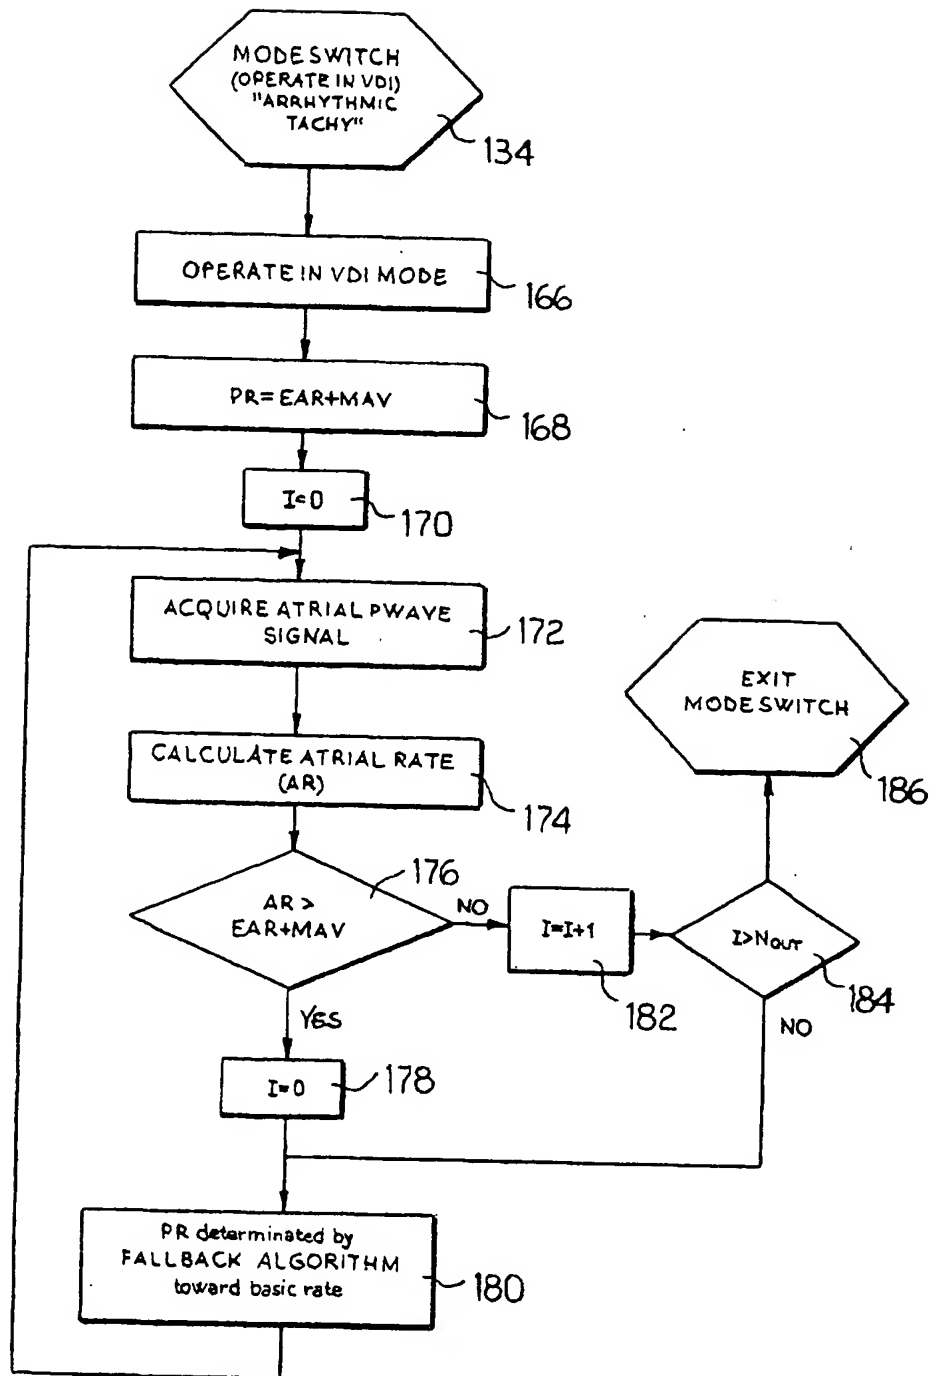 MODESWITCH
(OPERATE IN VDI)
"ARRHYTHMIC
TACHY"
134
OPERATE IN VDI MODE
166
PR=EAR+MAV
168
I=0
170
ACQUIRE ATRIAL PWAVE
SIGNAL
172
CALCULATE ATRIAL RATE
(AR)
174
EXIT
MODESWITCH
186
176
AR >
EAR+MAV
NO
I=I+1
182
I>NOUT
184
NO
YES
I=0
178
PR determinated by
FALLBACK ALGORITHM
toward basic rate
180